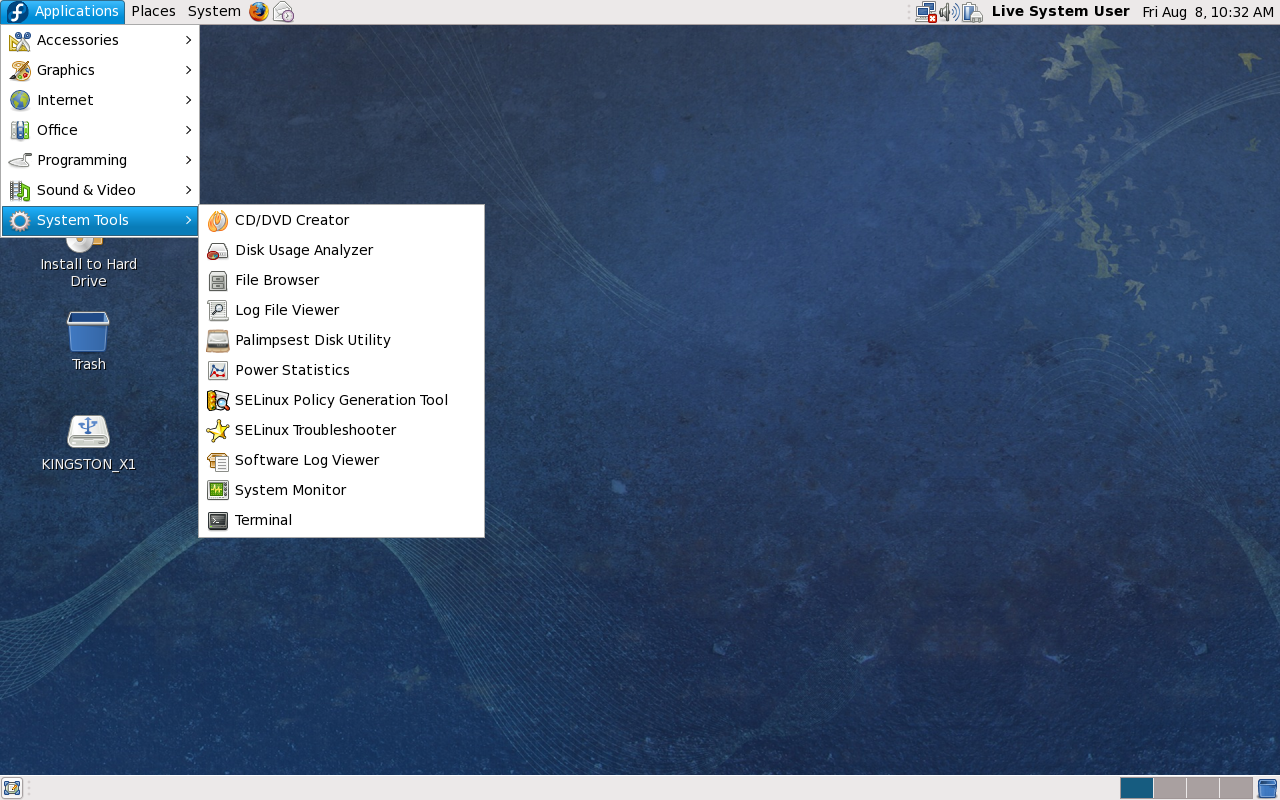 Applications Places System Live System User Fri Aug 8, 10:32 AM
Accessories
Graphics
Internet
Office
Programming
Sound & Video
System Tools
CD/DVD Creator
Disk Usage Analyzer
File Browser
Log File Viewer
Palimpsest Disk Utility
Power Statistics
SELinux Policy Generation Tool
SELinux Troubleshooter
Software Log Viewer
System Monitor
Terminal
Install to Hard
Drive
Trash
KINGSTON_X1